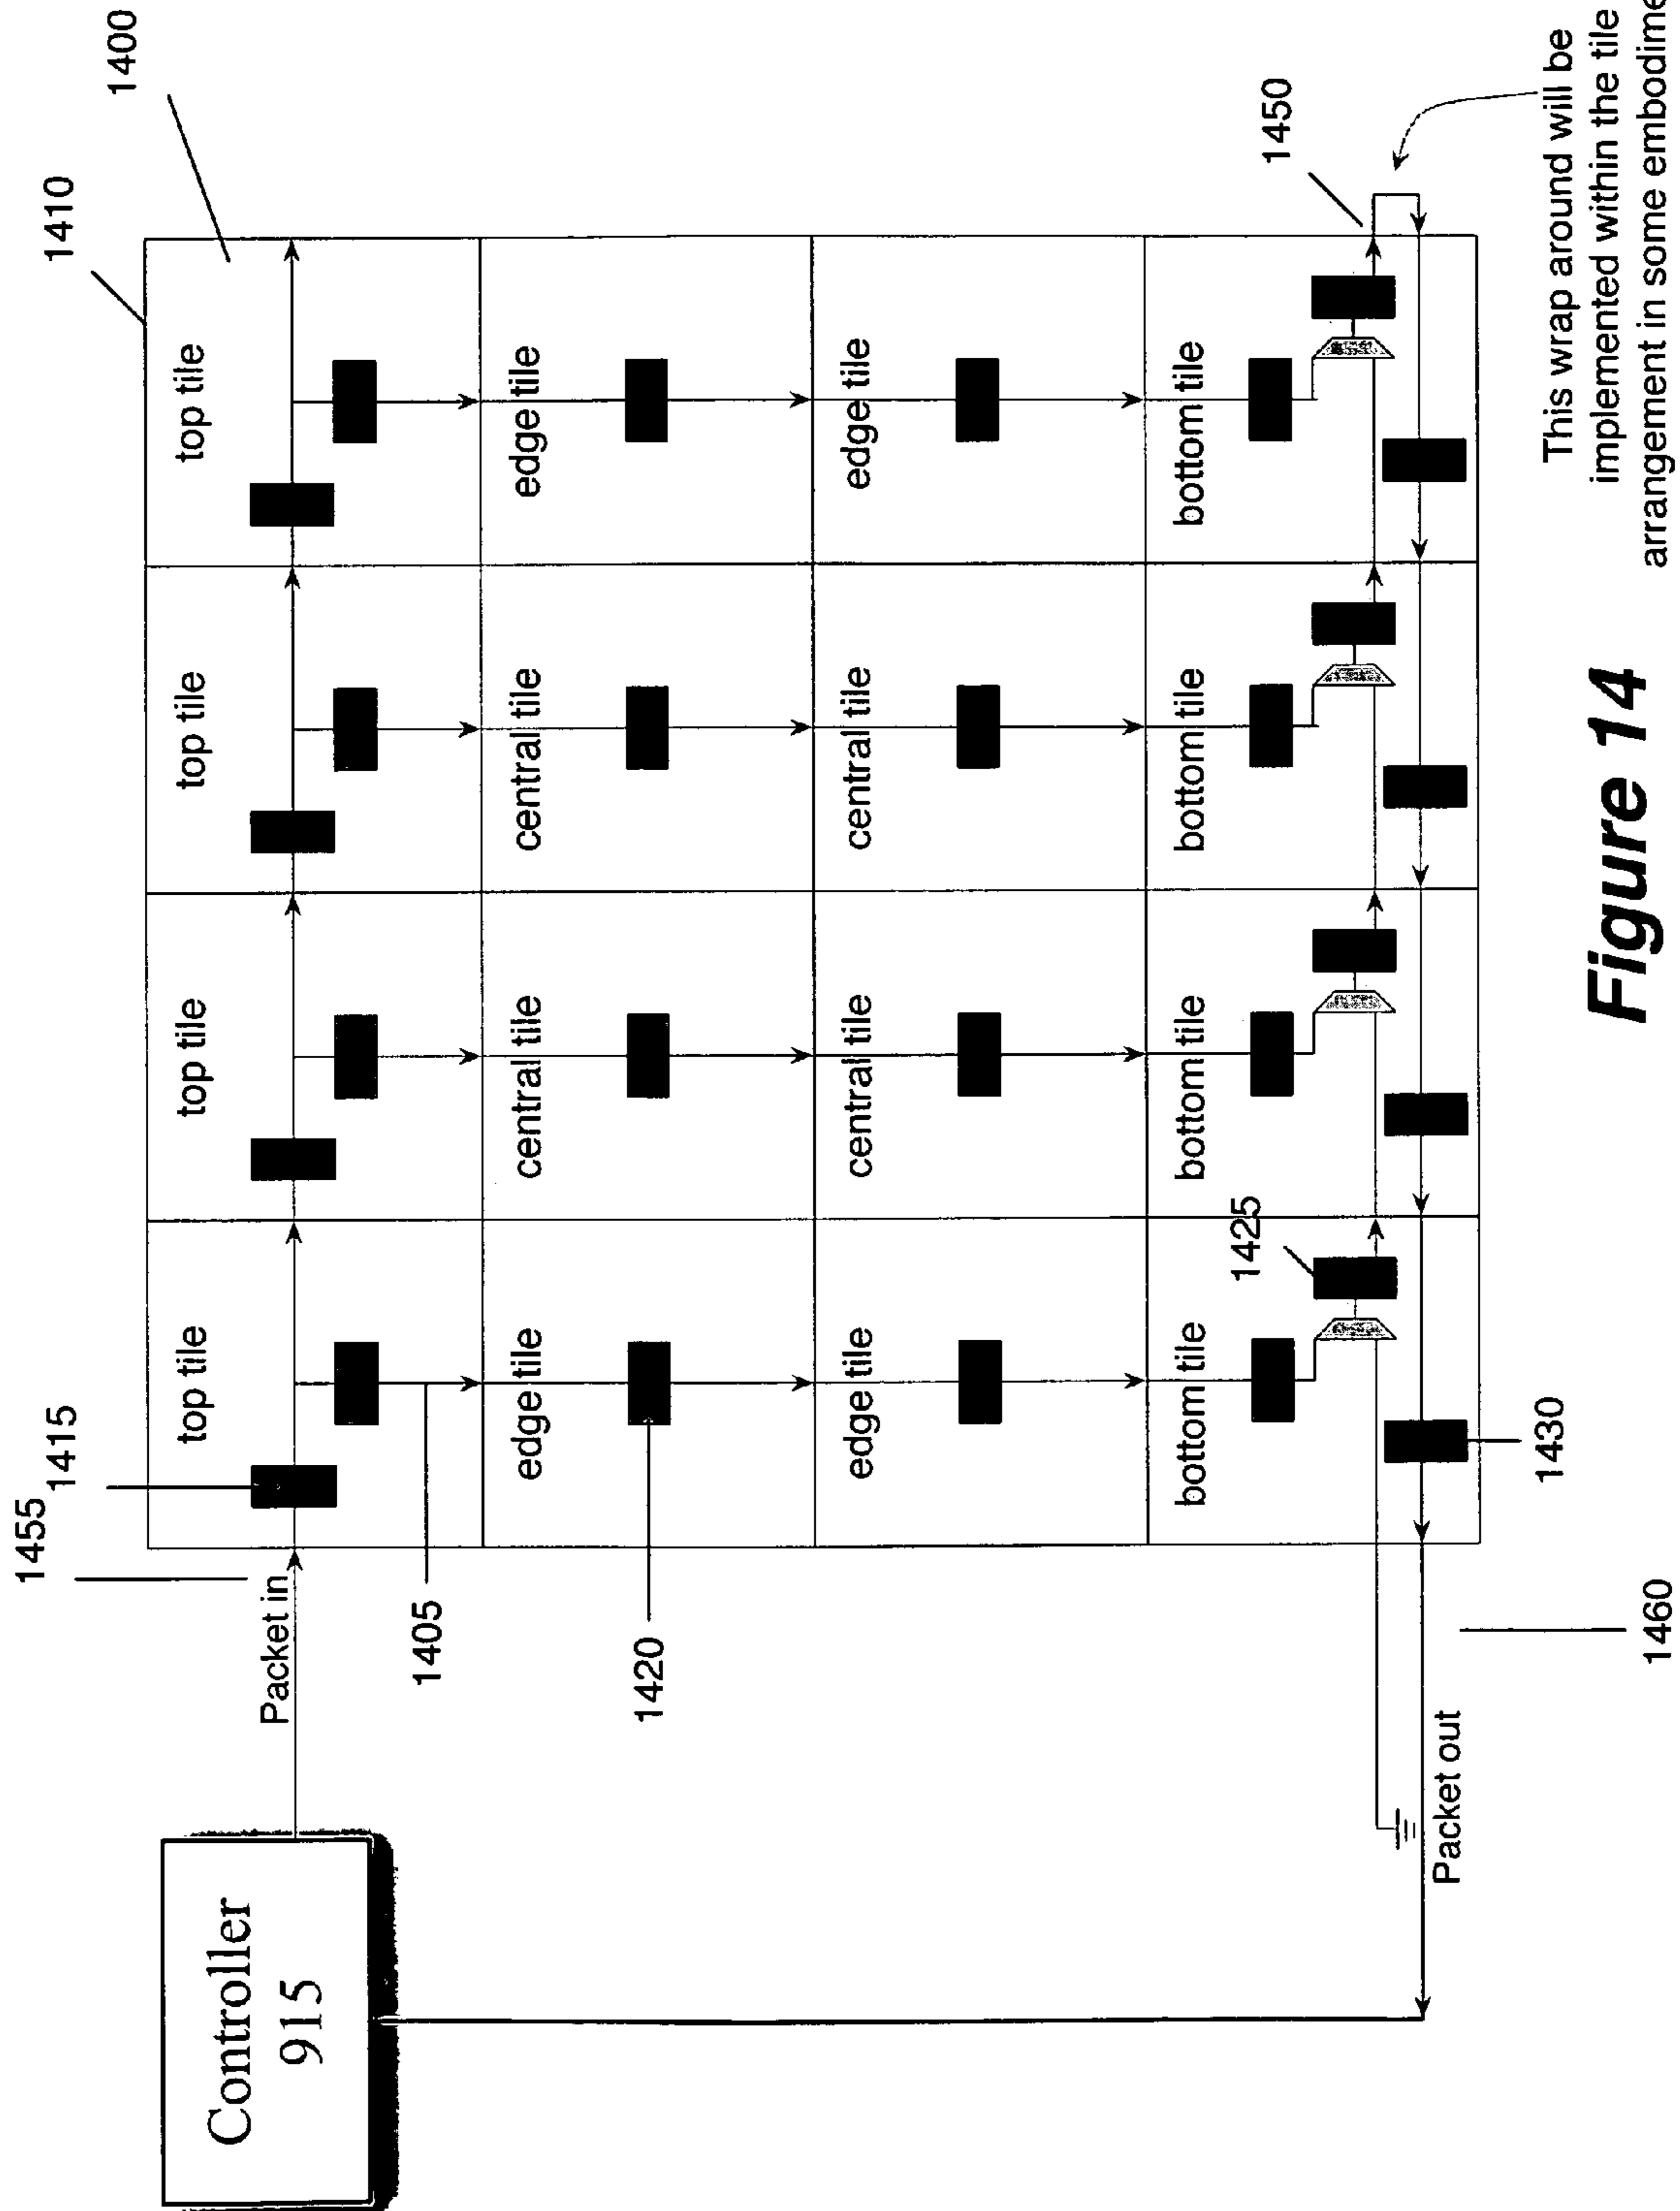 1455
1415
1410
1400
Controller
915
Packet in
top tile
top tile
top tile
top tile
1405
edge tile
central tile
central tile
edge tile
1420
edge tile
central tile
central tile
edge tile
bottom tile
bottom tile
bottom tile
bottom tile
1425
1450
Packet out
1460
1430
This wrap around will be
implemented within the tile
arrangement in some embodime
Figure 14